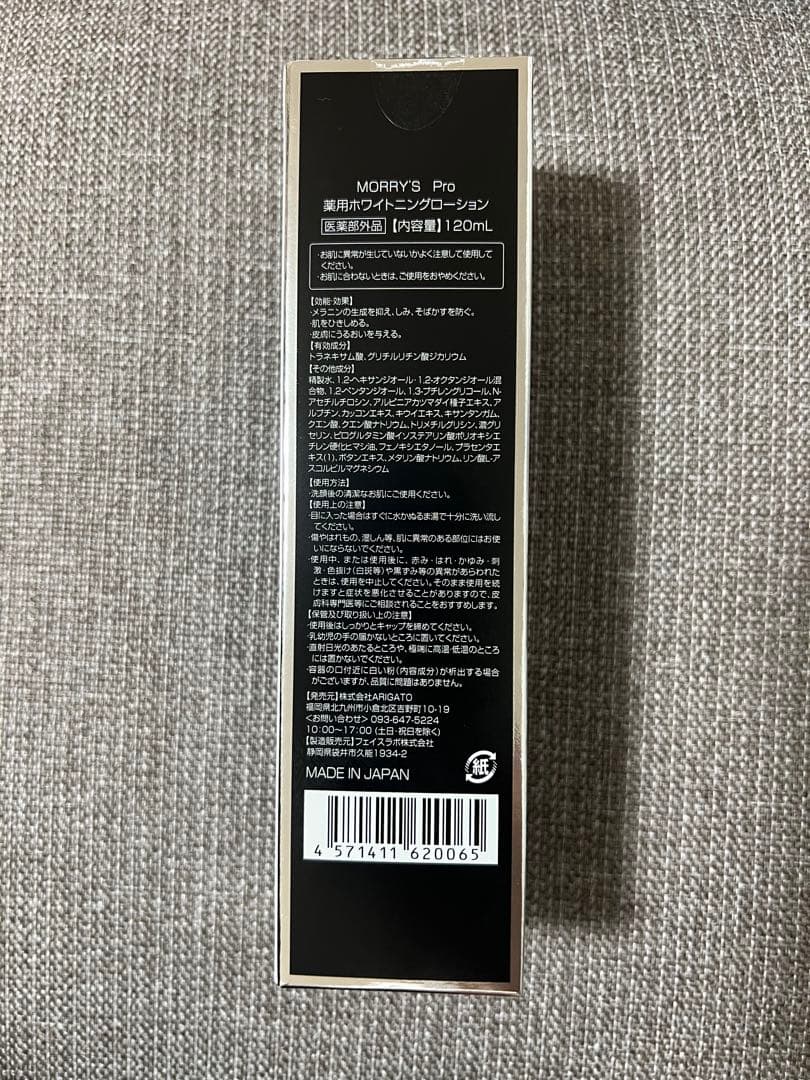 MORRY'S Pro
薬用ホワイトニングローション
医薬部外品 【内容量】120mL
・お肌に異常が生じていないかよく注意して使用して
ください。
・お肌に合わないときは、ご使用をおやめください。
【効能・効果】
・メラニンの生成を抑え、しみ、そばかすを防ぐ。
・肌をひきしめる。
・皮膚にうるおいを与える。
【有効成分】
トラネキサム酸、グリチルリチン酸ジカリウム
【その他成分】
精製水、1.2-ヘキサンジオール・1.2-オクタンジオール混
合物、1.2-ペンタンジオール、1.3-ブチレングリコール、N-
アセチルチロシン、アルピニアカツマダイ種子エキス、ア
ルブチン、カッコンエキス、キウイエキス、キサンタンガム、
クエン酸、クエン酸ナトリウム、トリメチルグリシン、濃グリ
セリン、ピログルタミン酸イソステアリン酸ポリオキシエ
チレン硬化ヒマシ油、フェノキシエタノール、プラセンタエ
キス(1)、ボタンエキス、メタリン酸ナトリウム、リン酸L-ア
スコルビルマグネシウム
【使用方法】
・洗顔後の清潔なお肌にご使用ください。
【使用上の注意】
・目に入った場合はすぐに水かぬるま湯で十分に洗い流し
てください。
・傷やはれもの、湿しん等、肌に異常のある部位にはお使
いにならないでください。
・使用中、または使用後に、赤み・はれ・かゆみ・刺
激・色抜け(白斑等)や黒ずみ等の異常があらわれた
ときは、使用を中止してください。そのまま使用を続
けますと症状を悪化させることがありますので、皮
膚科専門医等にご相談されることをおすすめします。
【保管及び取り扱い上の注意】
・使用後はしっかりとキャップを締めてください。
・乳幼児の手の届かないところに置いてください。
・直射日光のあたるところや、極端に高温・低温のところ
には置かないでください。
・容器の口付近に白い粉(内容成分)が析出する場合
がございますが、品質に問題はありません。
【発売元】株式会社ARIGATO
福岡県北九州市小倉北区吉野町10-19
<お問い合わせ> 093-647-5224
10:00~17:00 (土日・祝日を除く)
【製造販売元】フェイスラボ株式会社
静岡県袋井市久能1934-2
MADE IN JAPAN
紙
4 571411 620065